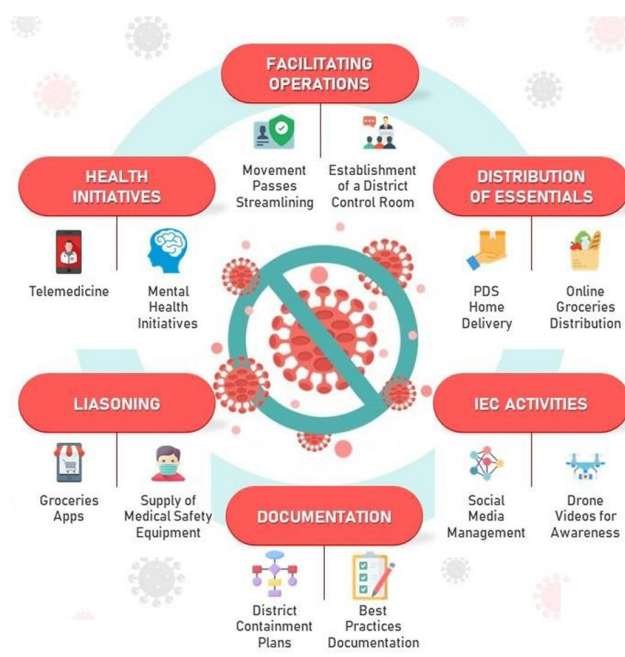 FACILITATING
OPERATIONS
Movement
Passes
Streamlining
Establishment
of a District
Control Room
HEALTH
INITIATIVES
Telemedicine
Mental
Health
Initiatives
DISTRIBUTION
OF ESSENTIALS
PDS
Home
Delivery
Online
Groceries
Distribution
LIASONING
Groceries
Apps
Supply of
Medical Safety
Equipment
IEC ACTIVITIES
Social
Media
Management
Drone
Videos for
Awareness
DOCUMENTATION
District
Containment
Plans
Best
Practices
Documentation